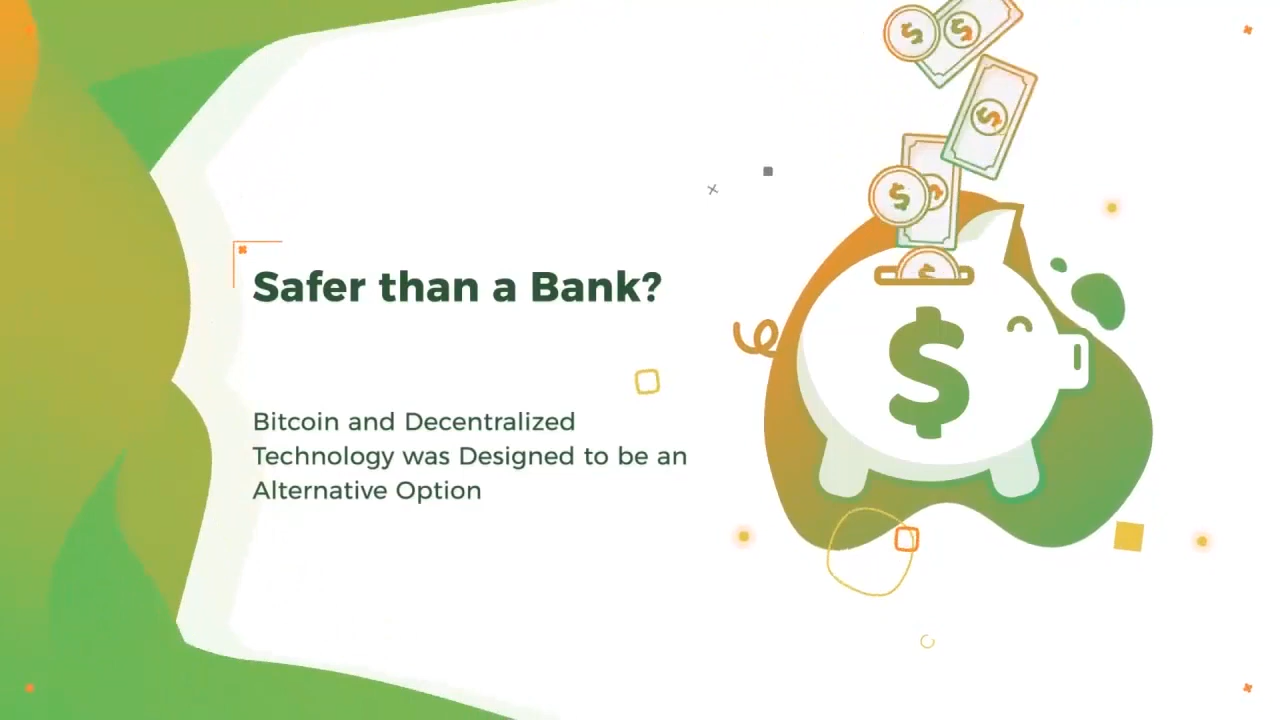 Safer than a Bank?
Bitcoin and Decentralized
Technology was Designed to be an
Alternative Option
$
$
$
$
$
$
$